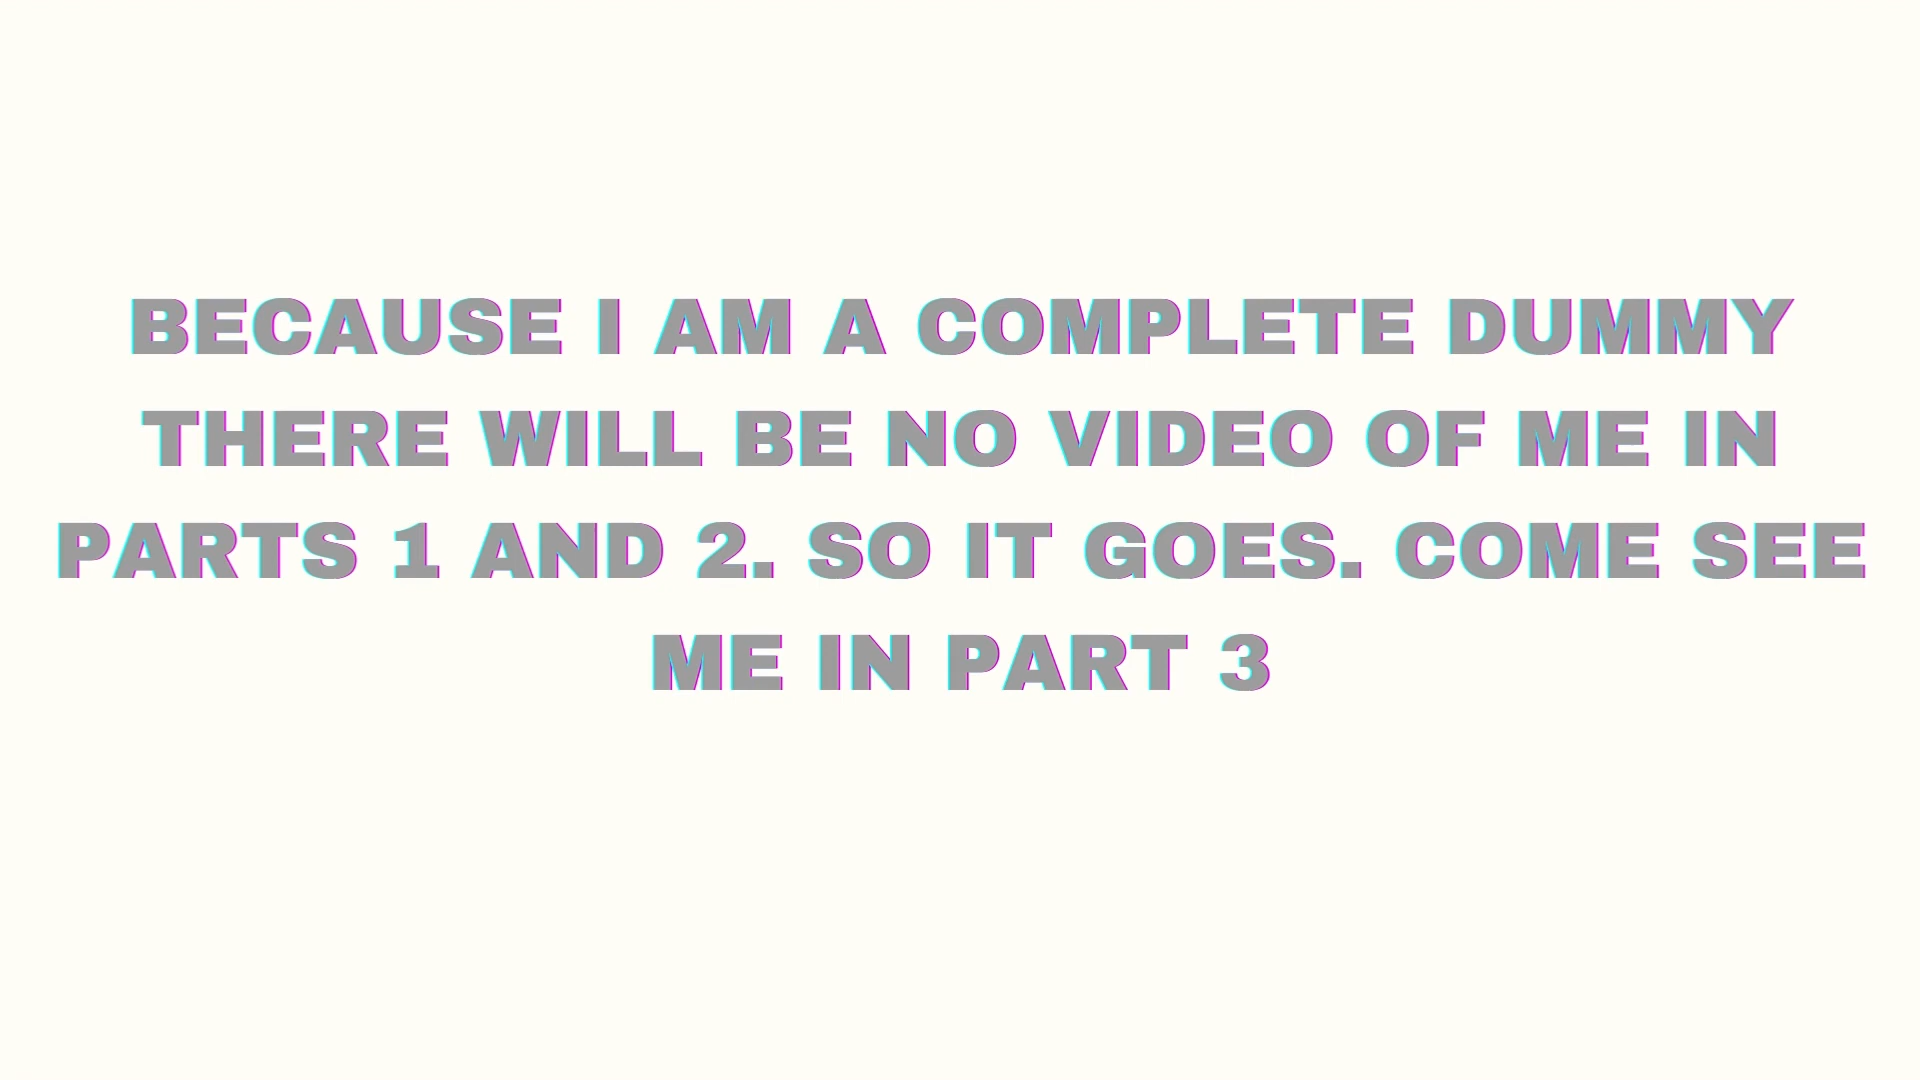 BECAUSE I AM A COMPLETE DUMMY
THERE WILL BE NO VIDEO OF ME IN
PARTS 1 AND 2. SO IT GOES. COME SEE
ME IN PART 3